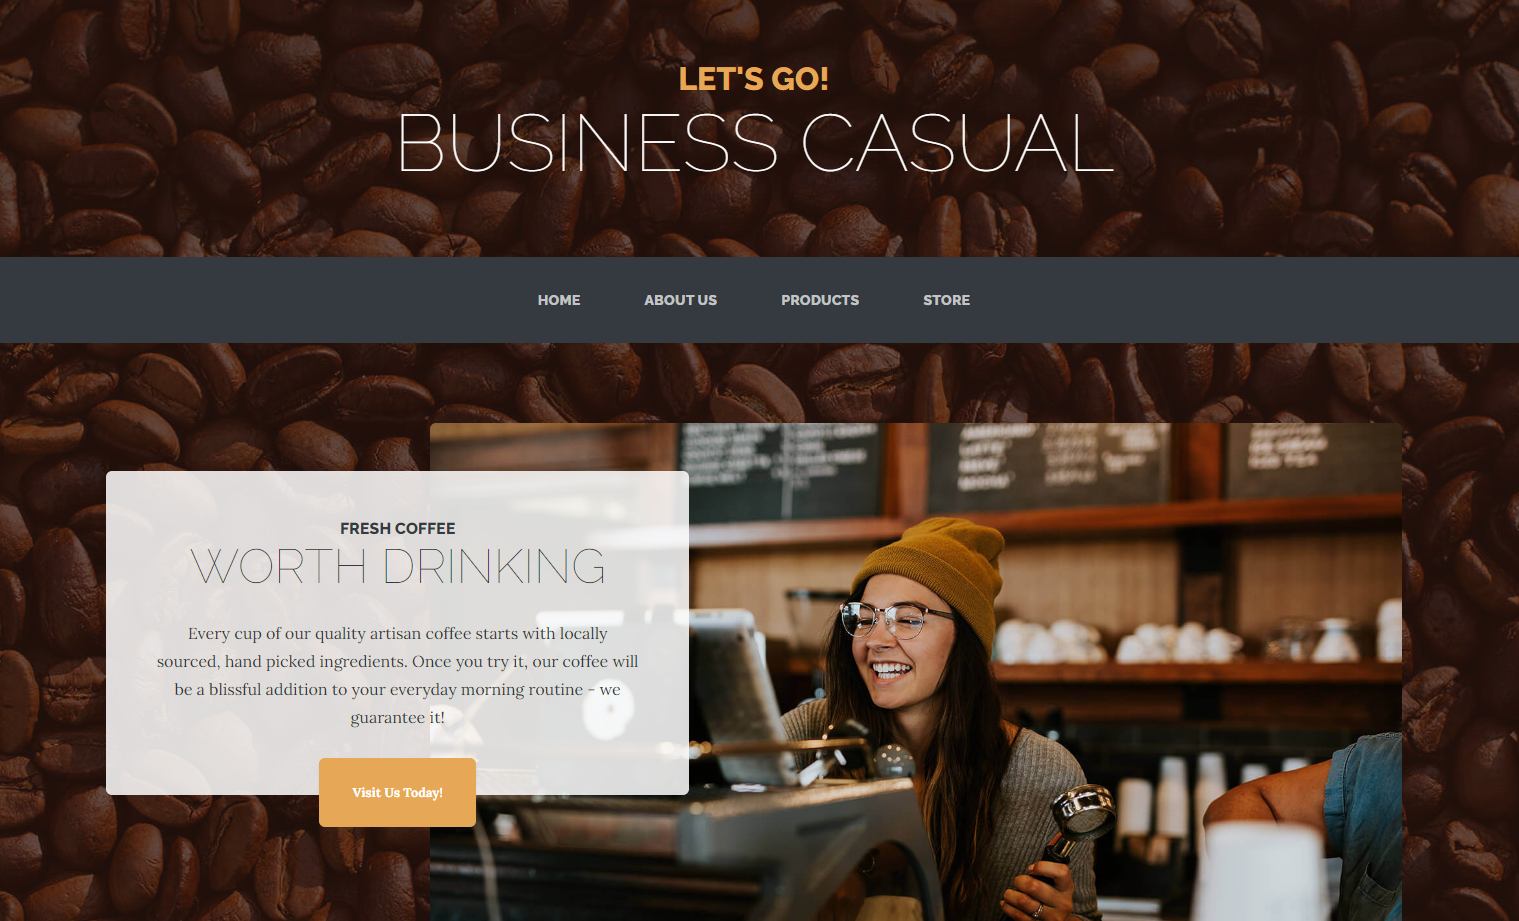 LET'S GO!
BUSINESS CASUAL
HOME ABOUT US PRODUCTS STORE
FRESH COFFEE
WORTH DRINKING
Every cup of our quality artisan coffee starts with locally
sourced, hand picked ingredients. Once you try it, our coffee will
be a blissful addition to your everyday morning routine - we
guarantee it!
Visit Us Today!